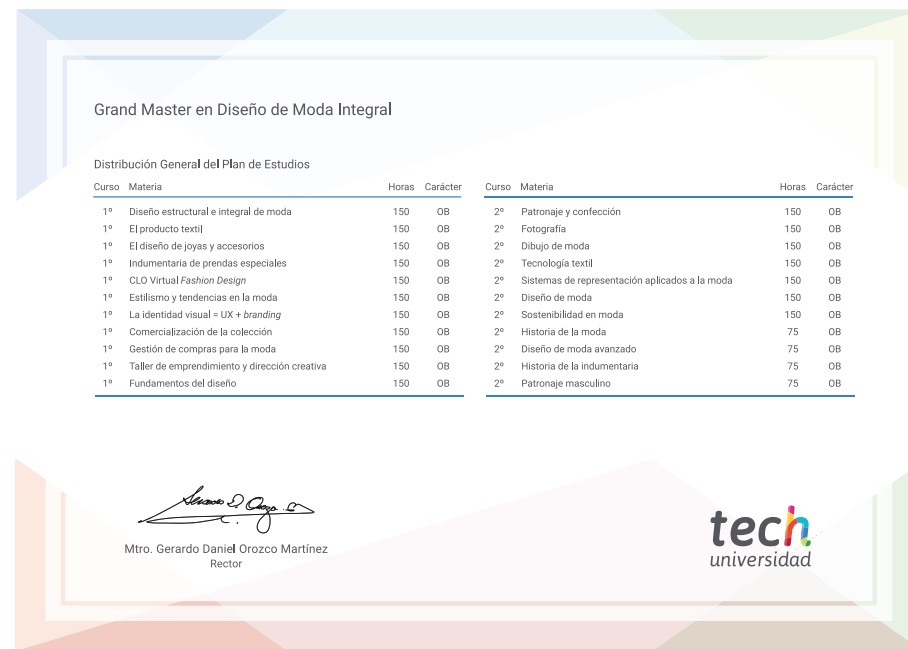 Grand Master en Diseño de Moda Integral
Distribución General del Plan de Estudios
Curso Materia Horas Carácter
1º Diseño estructural e integral de moda 150 OB
1º El producto textil 150 OB
1º El diseño de joyas y accesorios 150 OB
1º Indumentaria de prendas especiales 150 OB
1º CLO Virtual Fashion Design 150 OB
1º Estilismo y tendencias en la moda 150 OB
1º La identidad visual = UX + branding 150 OB
1º Comercialización de la colección 150 OB
1º Gestión de compras para la moda 150 OB
1º Taller de emprendimiento y dirección creativa 150 OB
1º Fundamentos del diseño 150 OB
Curso Materia Horas Carácter
2º Patronaje y confección 150 OB
2º Fotografía 150 OB
2º Dibujo de moda 150 OB
2º Tecnología textil 150 OB
2º Sistemas de representación aplicados a la moda 150 OB
2º Diseño de moda 150 OB
2º Sostenibilidad en moda 150 OB
2º Historia de la moda 75 OB
2º Diseño de moda avanzado 75 OB
2º Historia de la indumentaria 75 OB
2º Patronaje masculino 75 OB
Mtro. Gerardo Daniel Orozco Martínez
Rector
tech
universidad